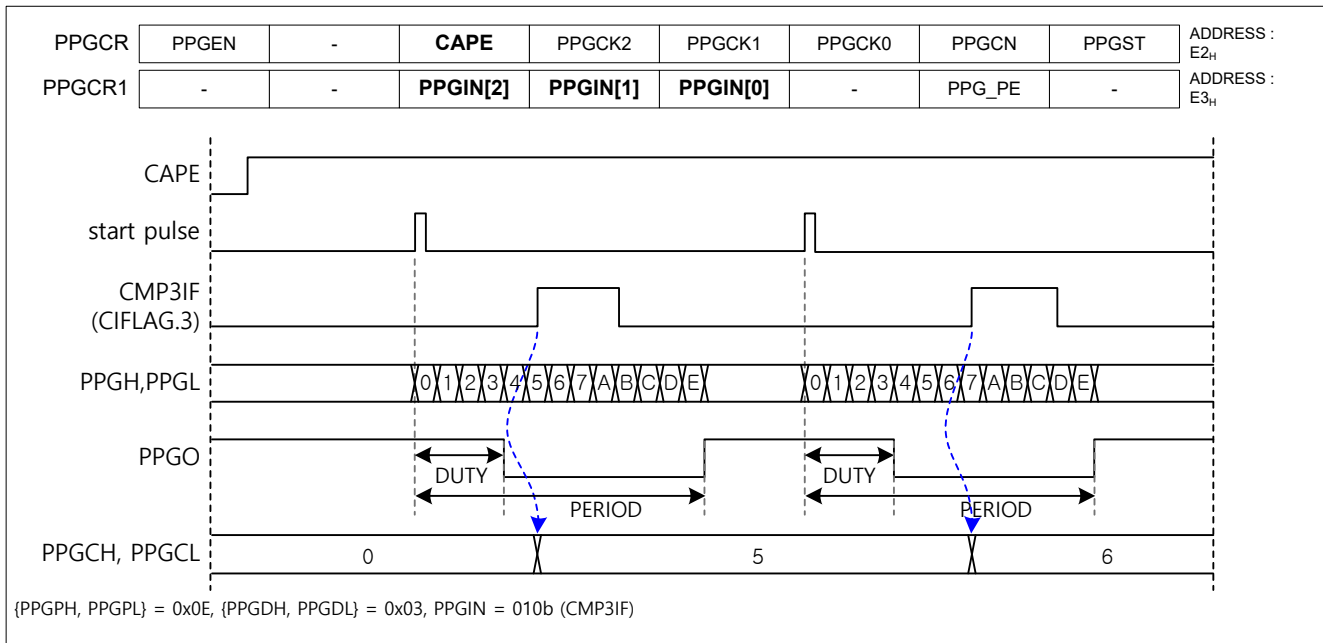 PPGCR PPGEN - CAPE PPGCK2 PPGCK1 PPGCK0 PPGCN PPGST ADDRESS :
E2H
PPGCR1 - - PPGIN[2] PPGIN[1] PPGIN[0] - PPG_PE - ADDRESS :
E3H
CAPE
start pulse
CMP3IF
(CIFLAG.3)
PPGH,PPGL 0 1 2 3 4 5 6 7 A B C D E 0 1 2 3 4 5 6 7 A B C D E
PPGO
DUTY DUTY
PERIOD PERIOD
PPGCH, PPGCL 0 5 6
{PPGPH, PPGPL} = 0x0E, {PPGDH, PPGDL} = 0x03, PPGIN = 010b (CMP3IF)